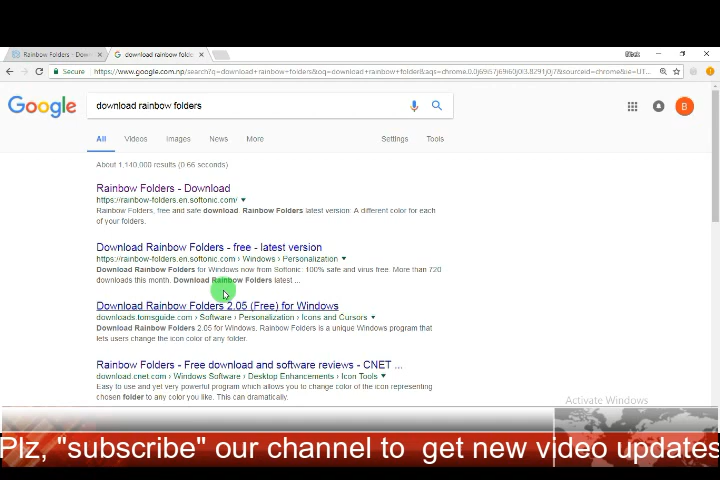 Rainbow Folders - Dow
download rainbow folde
Secure
https://www.google.com.np/search?q=download+rainbow+folders&oq=download+rainbow+folder&aqs=chrome.
Google
download rainbow folders
B
All Videos Images News More Settings Tools
About 1,140,000 results (0.66 seconds)
Rainbow Folders - Download
https://rainbow-folders.en.softonic.com/
Rainbow Folders, free and safe download. Rainbow Folders latest version: A different color for each
of your folders.
Download Rainbow Folders - free - latest version
https://rainbow-folders.en.softonic.com › Windows › Personalization
Download Rainbow Folders for Windows now from Softonic: 100% safe and virus free. More than 720
downloads this month. Download Rainbow Folders latest ...
Download Rainbow Folders 2.05 (Free) for Windows
downloads.tomsguide.com › Software › Personalization › Icons and Cursors
Download Rainbow Folders 2.05 for Windows. Rainbow Folders is a unique Windows program that
lets users change the icon color of any folder.
Rainbow Folders - Free download and software reviews - CNET ...
download.cnet.com › Windows Software › Desktop Enhancements › Icon Tools
Easy to use and yet very powerful program which allows you to change color of the icon representing
chosen folder to any color you like. This can dramatically.
Activate Windows
Plz, "subscribe" our channel to get new video updates